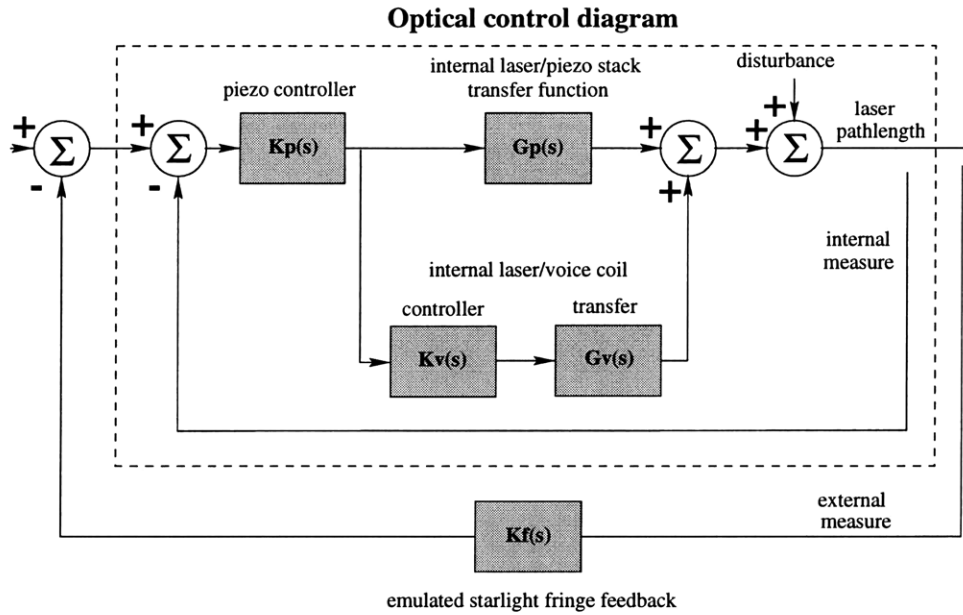 Optical control diagram
internal laser/piezo stack
transfer function
disturbance
piezo controller
laser
pathlength
+
Σ
-
+
Σ
-
Kp(s)
Gp(s)
+
Σ
+
+
+
Σ
internal
measure
internal laser/voice coil
controller
transfer
Kv(s)
Gv(s)
external
measure
Kf(s)
emulated starlight fringe feedback